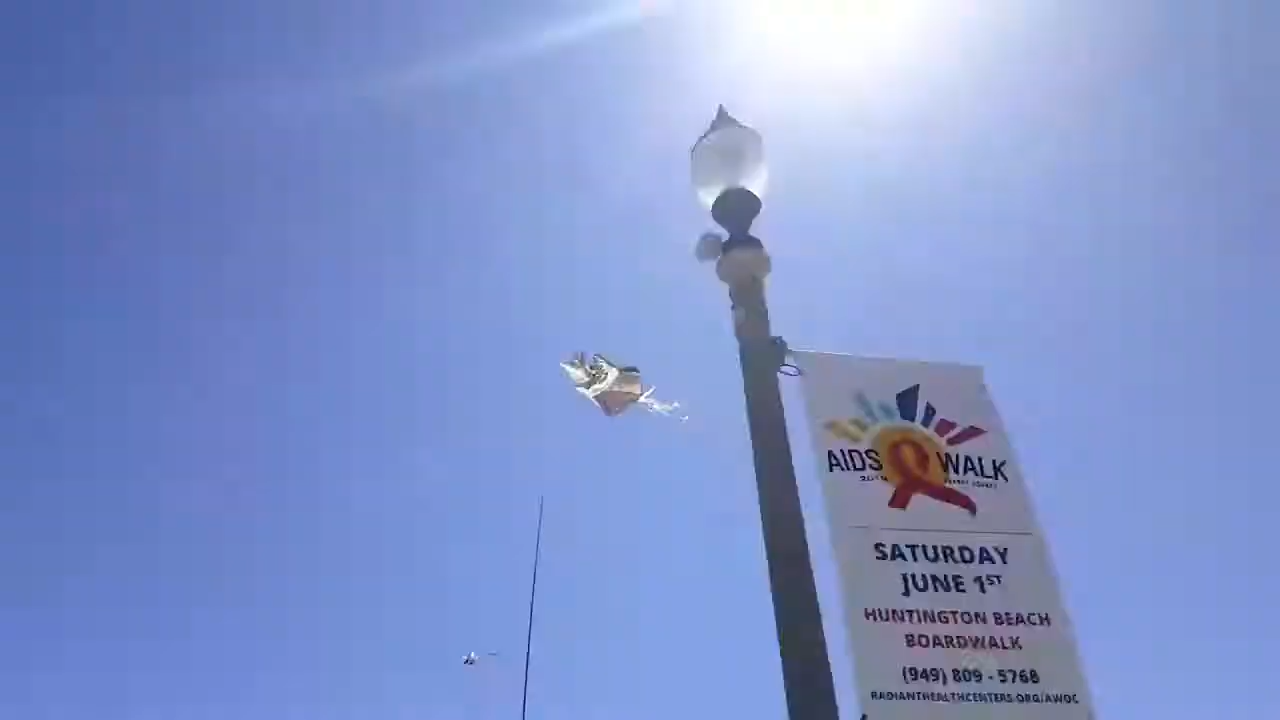 AIDS WALK
SATURDAY
JUNE 1ST
HUNTINGTON BEACH
BOARDWALK
(949) 809 - 5768
RADIANTHEALTHCENTERS.ORG/AWOC